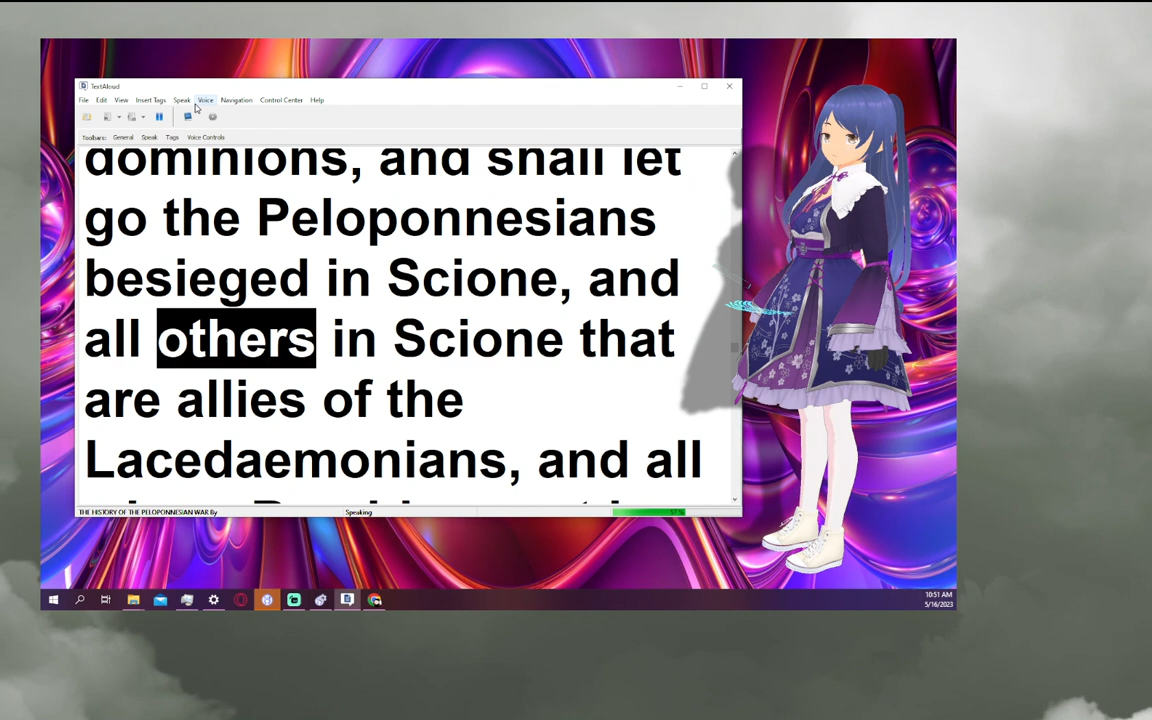 TextAloud
File Edit View Insert Tags Speak Voice Navigation Control Center Help
Toolbars: General Speak Tags Voice Controls
dominions, and shall let
go the Peloponnesians
besieged in Scione, and
all others in Scione that
are allies of the
Lacedaemonians, and all
THE HISTORY OF THE PELOPONNESIAN WAR By Speaking 57%
10:51 AM
5/16/2023